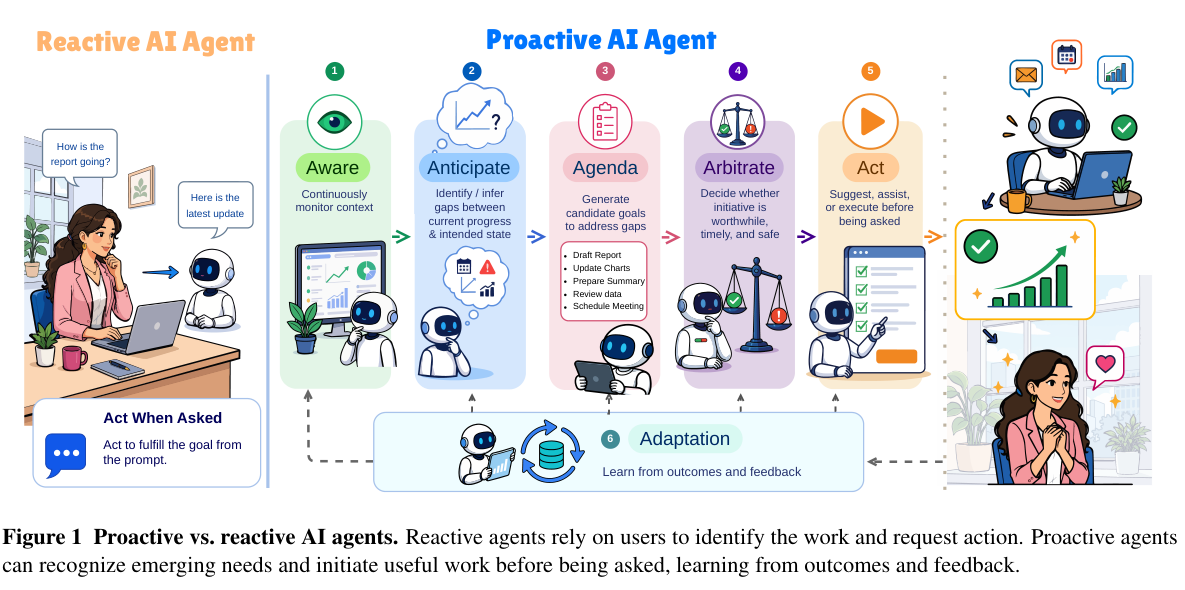 Reactive AI Agent
How is the
report going?
Here is the
latest update
Act When Asked
Act to fulfill the goal from
the prompt.
Proactive AI Agent
1
Aware
Continuously
monitor context
2
?
Anticipate
Identify / infer
gaps between
current progress
& intended state
3
Agenda
Generate
candidate goals
to address gaps
• Draft Report
• Update Charts
• Prepare Summary
• Review data
• Schedule Meeting
4
Arbitrate
Decide whether
initiative is
worthwhile,
timely, and safe
5
Act
Suggest, assist,
or execute before
being asked
6
Adaptation
Learn from outcomes and feedback
Figure 1 Proactive vs. reactive AI agents. Reactive agents rely on users to identify the work and request action. Proactive agents
can recognize emerging needs and initiate useful work before being asked, learning from outcomes and feedback.